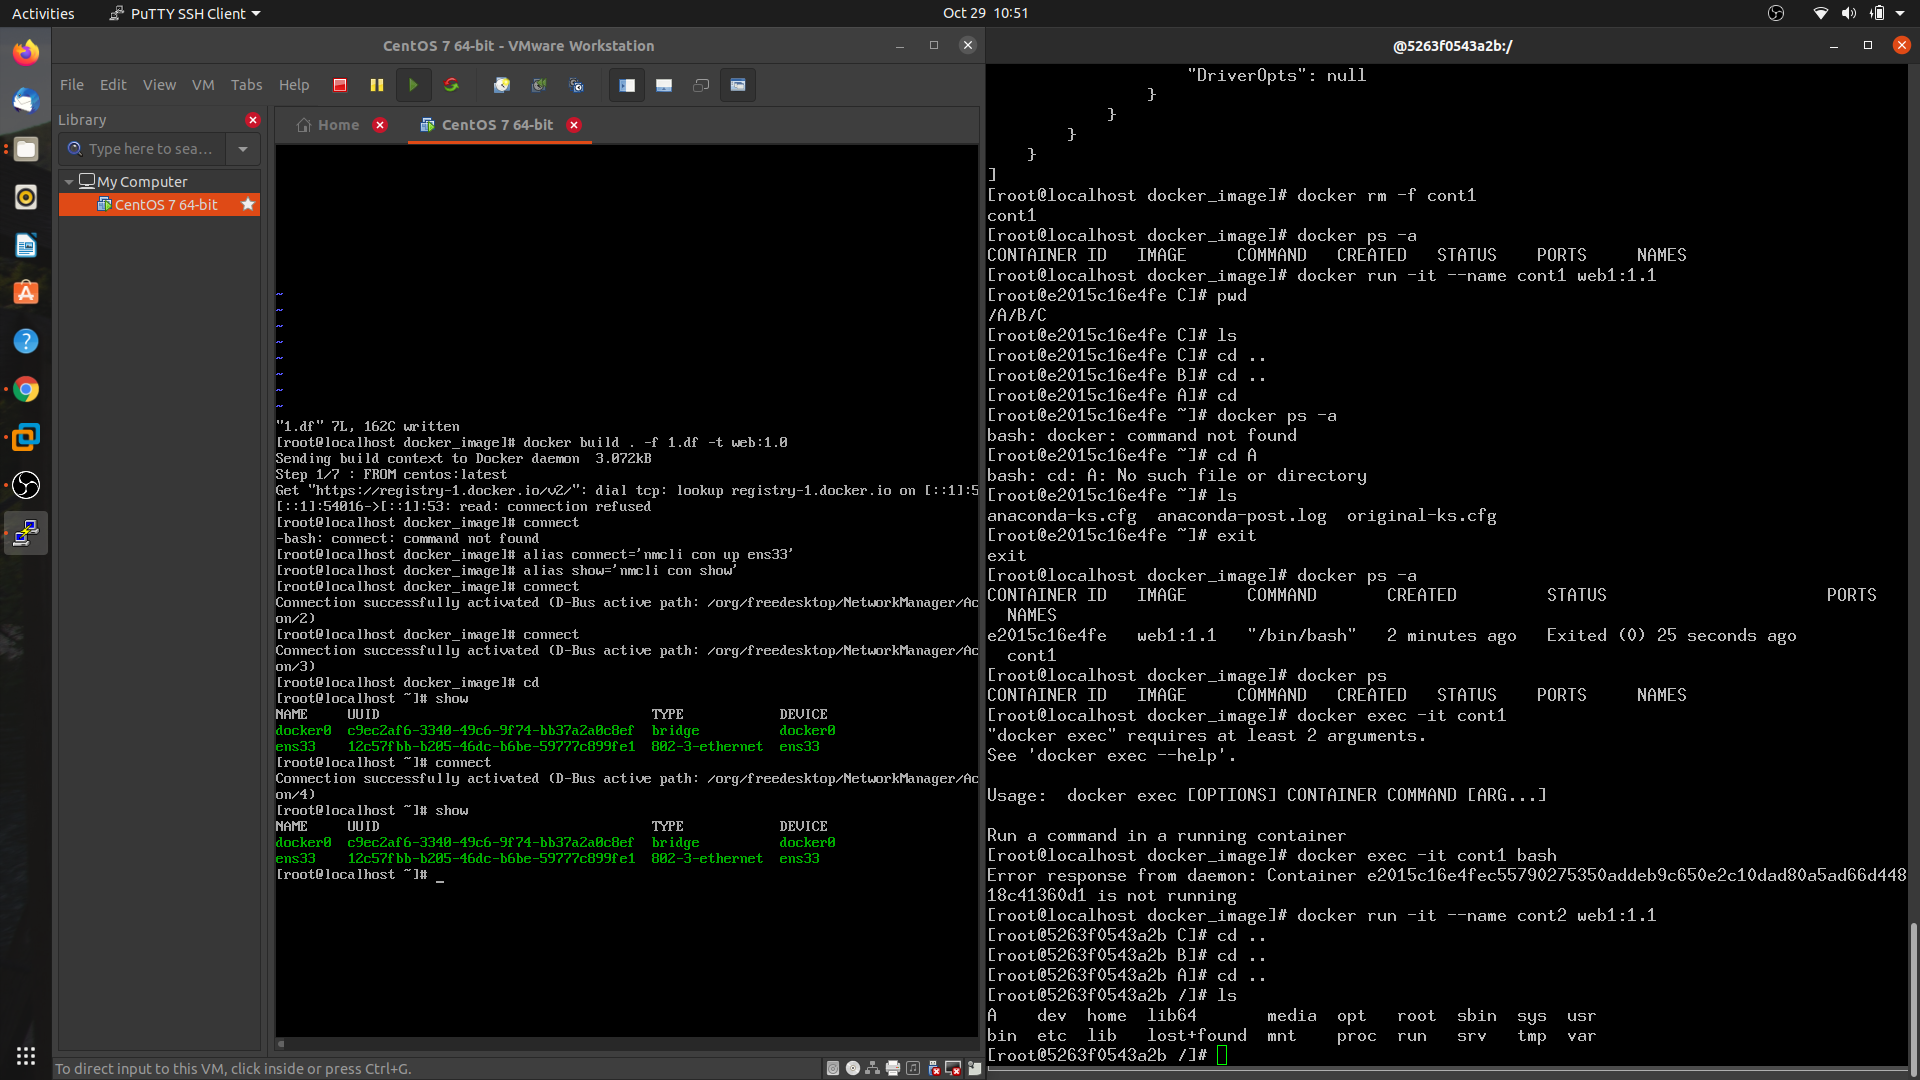 Activities
PuTTY SSH Client
Oct 29 10:51
CentOS 7 64-bit - VMware Workstation
@5263f0543a2b:/
File Edit View VM Tabs Help
Library
Type here to sea...
My Computer
CentOS 7 64-bit
Home
CentOS 7 64-bit
~
~
~
~
~
~
~
~
"1.df" 7L, 162C written
[root@localhost docker_image]# docker build . -f 1.df -t web:1.0
Sending build context to Docker daemon  3.072kB
Step 1/7 : FROM centos:latest
Get "https://registry-1.docker.io/v2/": dial tcp: lookup registry-1.docker.io on [::1]:5
[::1]:54016->[::1]:53: read: connection refused
[root@localhost docker_image]# connect
-bash: connect: command not found
[root@localhost docker_image]# alias connect='nmcli con up ens33'
[root@localhost docker_image]# alias show='nmcli con show'
[root@localhost docker_image]# connect
Connection successfully activated (D-Bus active path: /org/freedesktop/NetworkManager/Ac
on/2)
[root@localhost docker_image]# connect
Connection successfully activated (D-Bus active path: /org/freedesktop/NetworkManager/Ac
on/3)
[root@localhost docker_image]# cd
[root@localhost ~]# show
NAME     UUID                                  TYPE            DEVICE
docker0  c9ec2af6-3340-49c6-9f74-bb37a2a0c8ef  bridge          docker0
ens33    12c57fbb-b205-46dc-b6be-59777c899fe1  802-3-ethernet  ens33
[root@localhost ~]# connect
Connection successfully activated (D-Bus active path: /org/freedesktop/NetworkManager/Ac
on/4)
[root@localhost ~]# show
NAME     UUID                                  TYPE            DEVICE
docker0  c9ec2af6-3340-49c6-9f74-bb37a2a0c8ef  bridge          docker0
ens33    12c57fbb-b205-46dc-b6be-59777c899fe1  802-3-ethernet  ens33
[root@localhost ~]# _
To direct input to this VM, click inside or press Ctrl+G.
"DriverOpts": null
}
}
}
}
]
[root@localhost docker_image]# docker rm -f cont1
cont1
[root@localhost docker_image]# docker ps -a
CONTAINER ID   IMAGE     COMMAND   CREATED   STATUS    PORTS     NAMES
[root@localhost docker_image]# docker run -it --name cont1 web1:1.1
[root@e2015c16e4fe C]# pwd
/A/B/C
[root@e2015c16e4fe C]# ls
[root@e2015c16e4fe C]# cd ..
[root@e2015c16e4fe B]# cd ..
[root@e2015c16e4fe A]# cd
[root@e2015c16e4fe ~]# docker ps -a
bash: docker: command not found
[root@e2015c16e4fe ~]# cd A
bash: cd: A: No such file or directory
[root@e2015c16e4fe ~]# ls
anaconda-ks.cfg  anaconda-post.log  original-ks.cfg
[root@e2015c16e4fe ~]# exit
exit
[root@localhost docker_image]# docker ps -a
CONTAINER ID   IMAGE      COMMAND       CREATED         STATUS                      PORTS
NAMES
e2015c16e4fe   web1:1.1   "/bin/bash"   2 minutes ago   Exited (0) 25 seconds ago
cont1
[root@localhost docker_image]# docker ps
CONTAINER ID   IMAGE     COMMAND   CREATED   STATUS    PORTS     NAMES
[root@localhost docker_image]# docker exec -it cont1
"docker exec" requires at least 2 arguments.
See 'docker exec --help'.
Usage:  docker exec [OPTIONS] CONTAINER COMMAND [ARG...]
Run a command in a running container
[root@localhost docker_image]# docker exec -it cont1 bash
Error response from daemon: Container e2015c16e4fec55790275350addeb9c650e2c10dad80a5ad66d448
18c41360d1 is not running
[root@localhost docker_image]# docker run -it --name cont2 web1:1.1
[root@5263f0543a2b C]# cd ..
[root@5263f0543a2b B]# cd ..
[root@5263f0543a2b A]# cd ..
[root@5263f0543a2b /]# ls
A    dev  home  lib64       media  opt   root  sbin  sys  usr
bin  etc  lib   lost+found  mnt    proc  run   srv   tmp  var
[root@5263f0543a2b /]#